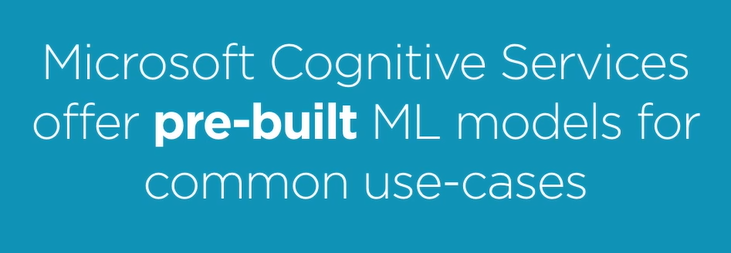 Microsoft Cognitive Services
offer pre-built ML models for
common use-cases